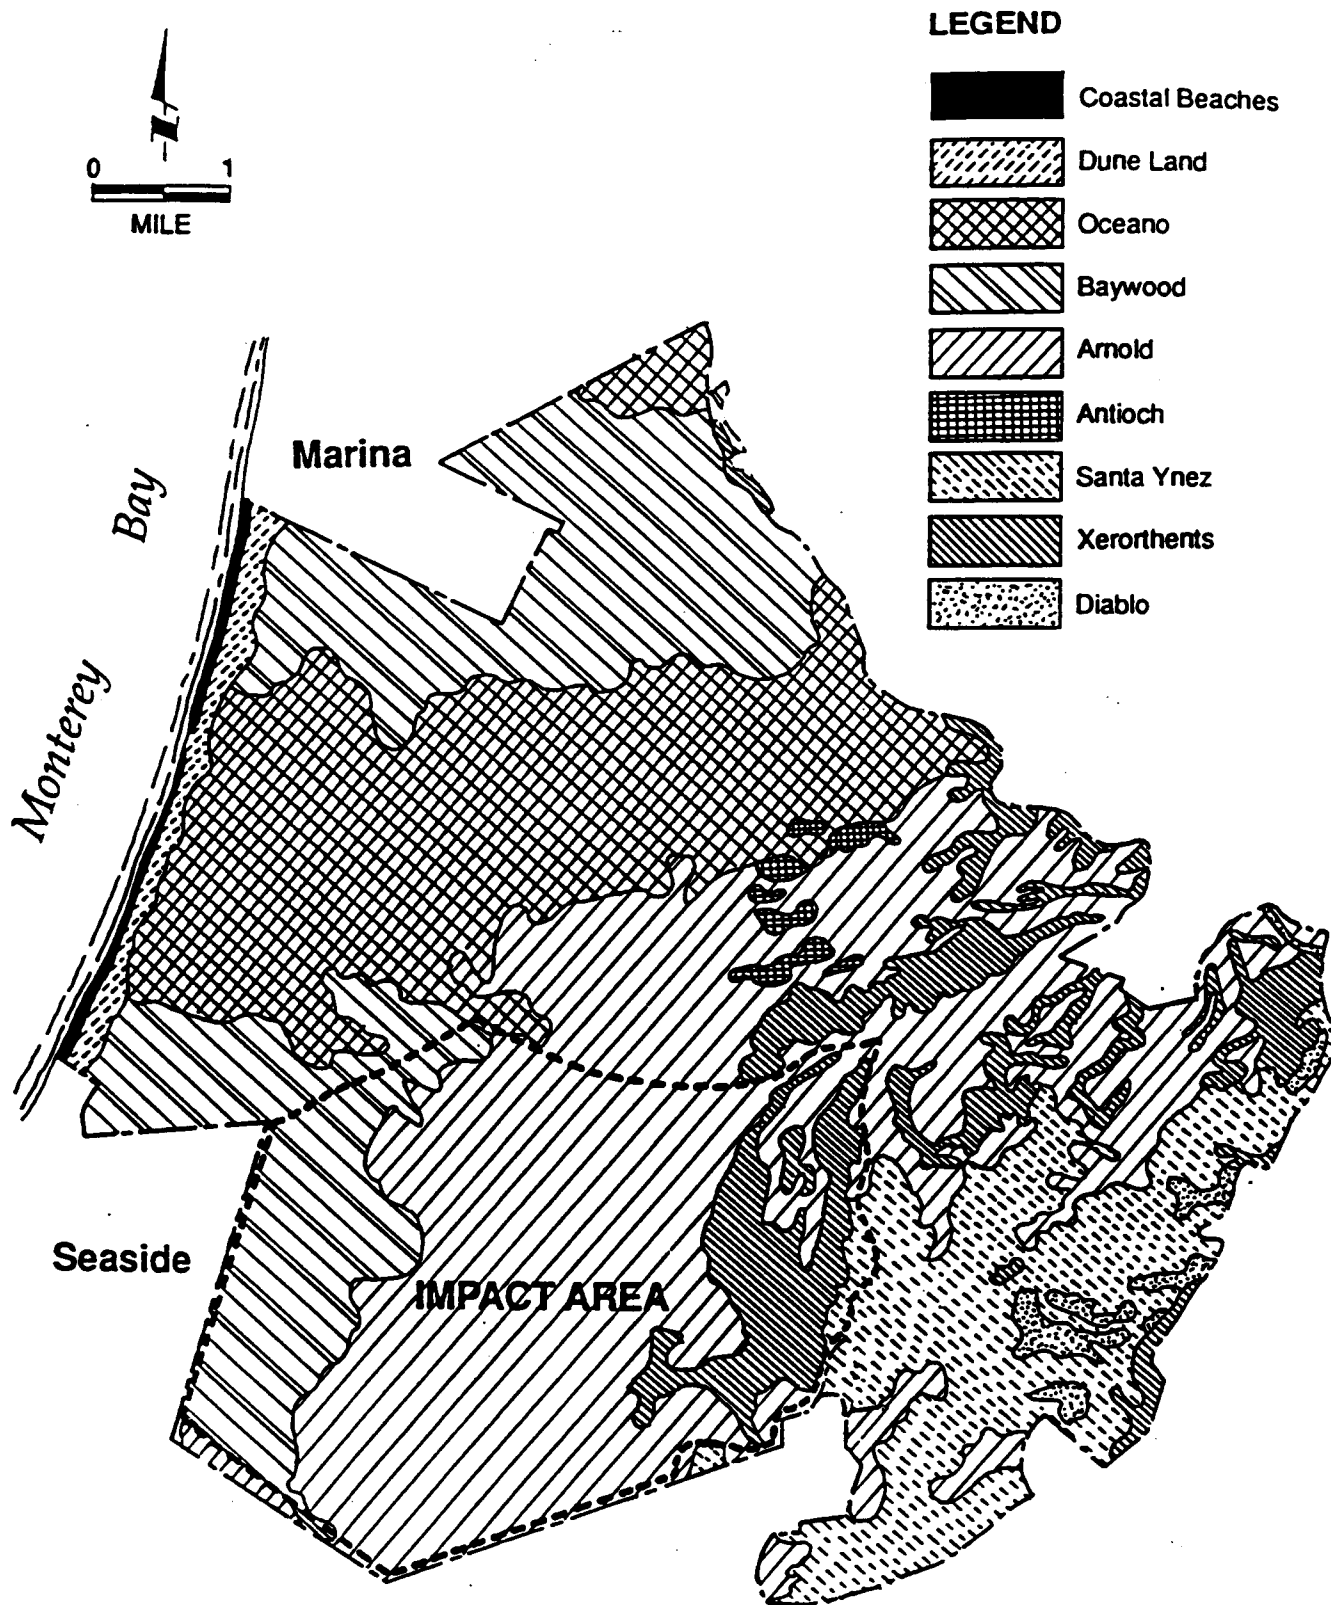 LEGEND
Coastal Beaches
Dune Land
Oceano
Baywood
Arnold
Antioch
Santa Ynez
Xerorthents
Diablo
N
0 1
MILE
Marina
Monterey Bay
Seaside
IMPACT AREA